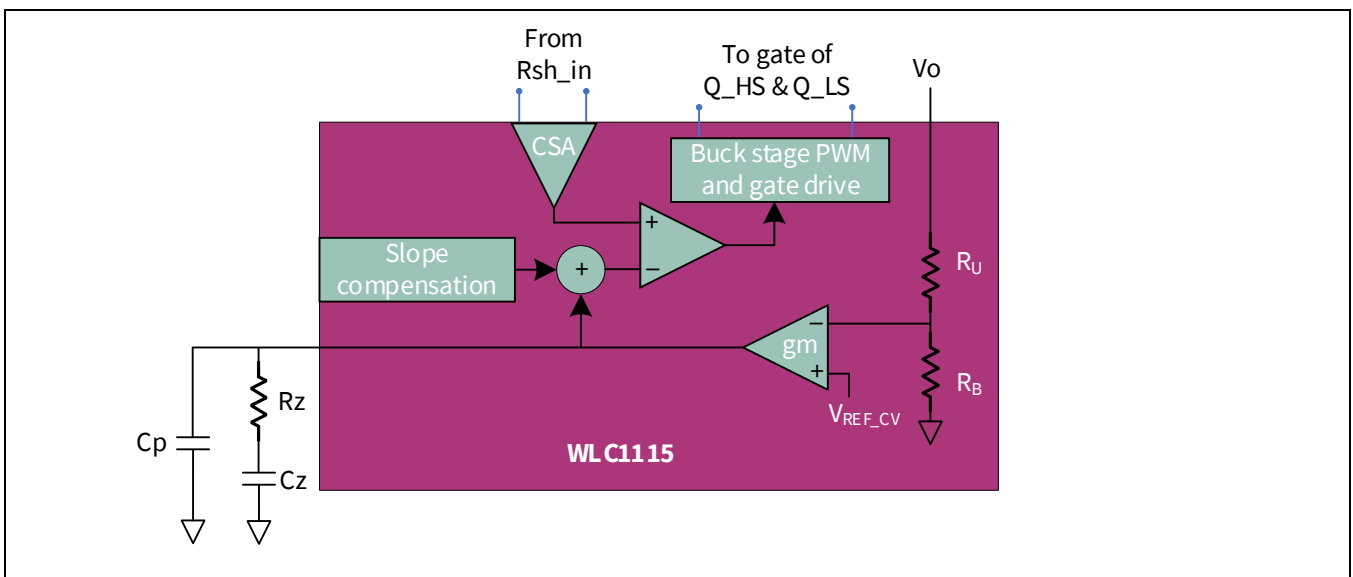 From
Rsh_in
To gate of
Q_HS & Q_LS
Vo
CSA
Buck stage PWM
and gate drive
+
−
Slope
compensation
+
RU
−
gm
+
VREF_CV
RB
Rz
Cp
Cz
WLC1115